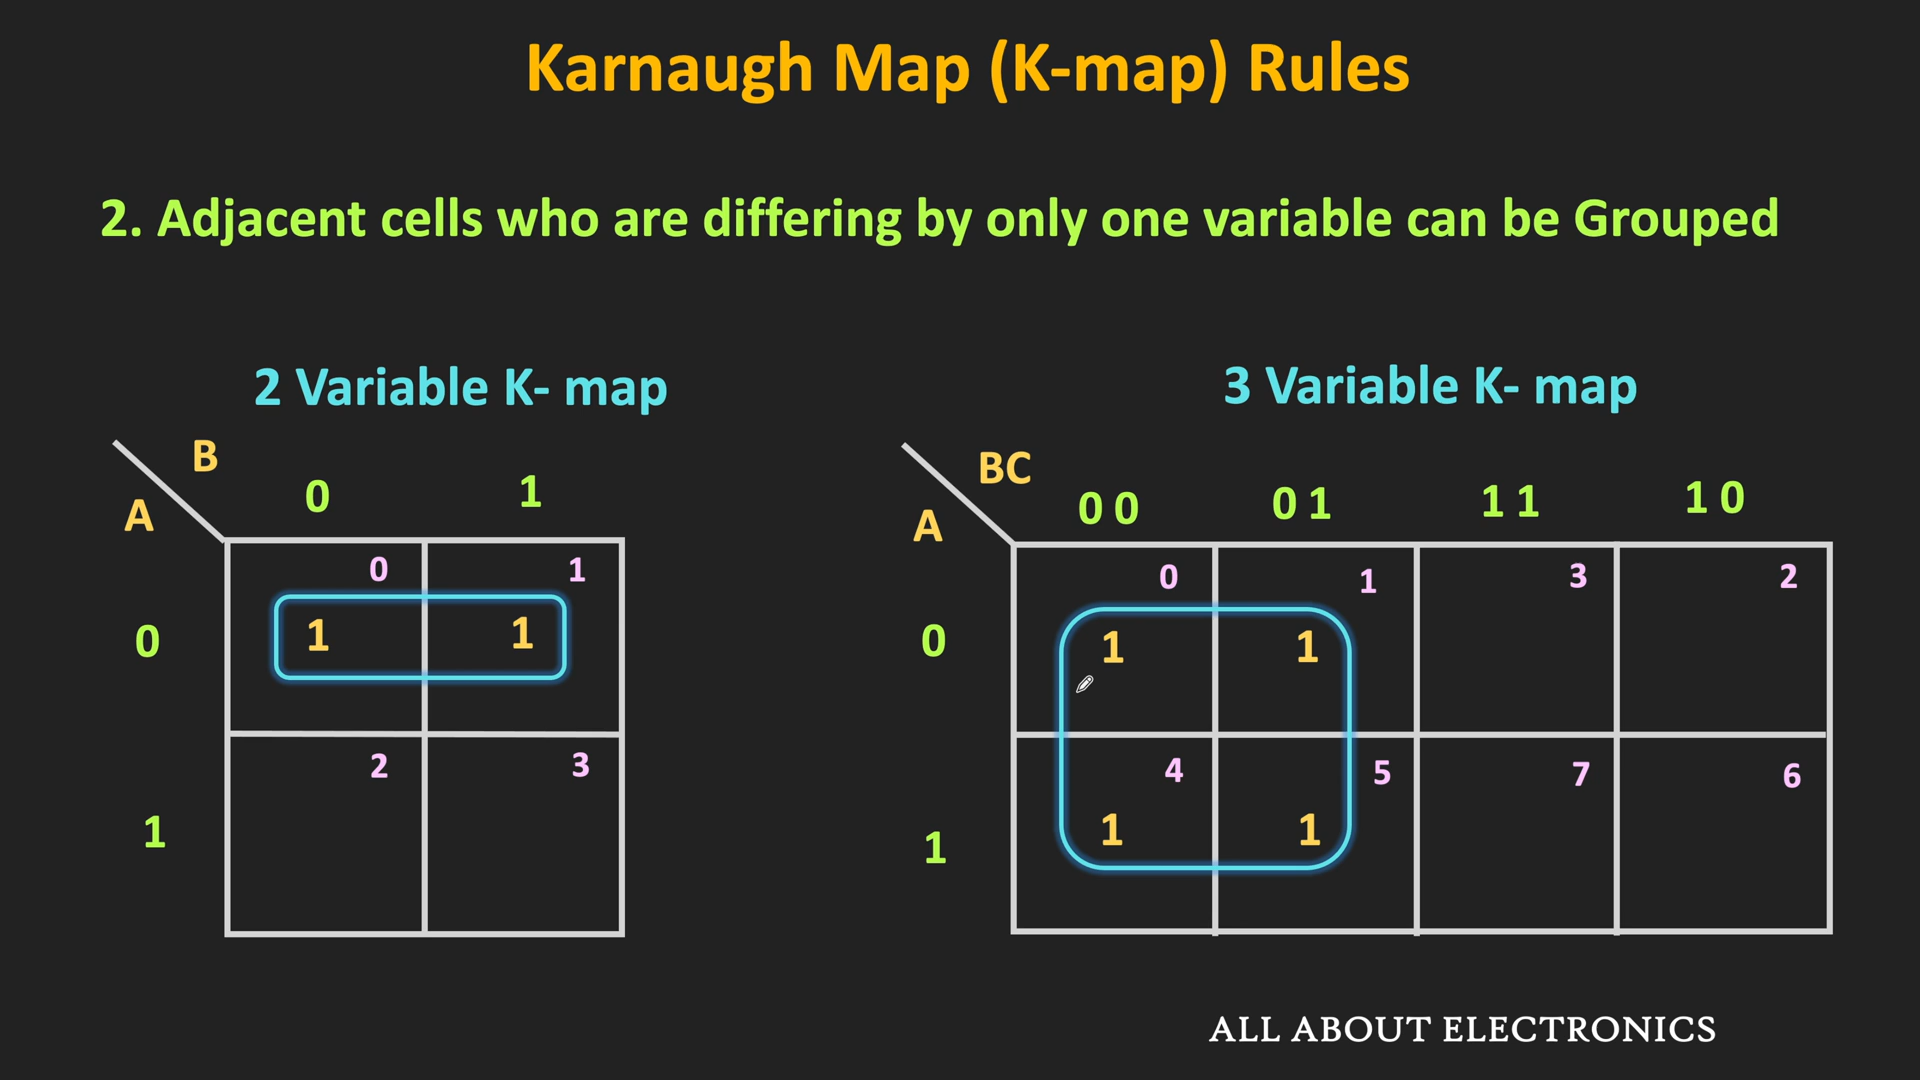 Karnaugh Map (K-map) Rules
2. Adjacent cells who are differing by only one variable can be Grouped
2 Variable K- map
B
A
0 1
0 1
0 1 1
2 3
1
3 Variable K- map
BC
A
0 0 0 1 1 1 1 0
0 1 3 2
0 1 1
4 5 7 6
1 1 1
ALL ABOUT ELECTRONICS